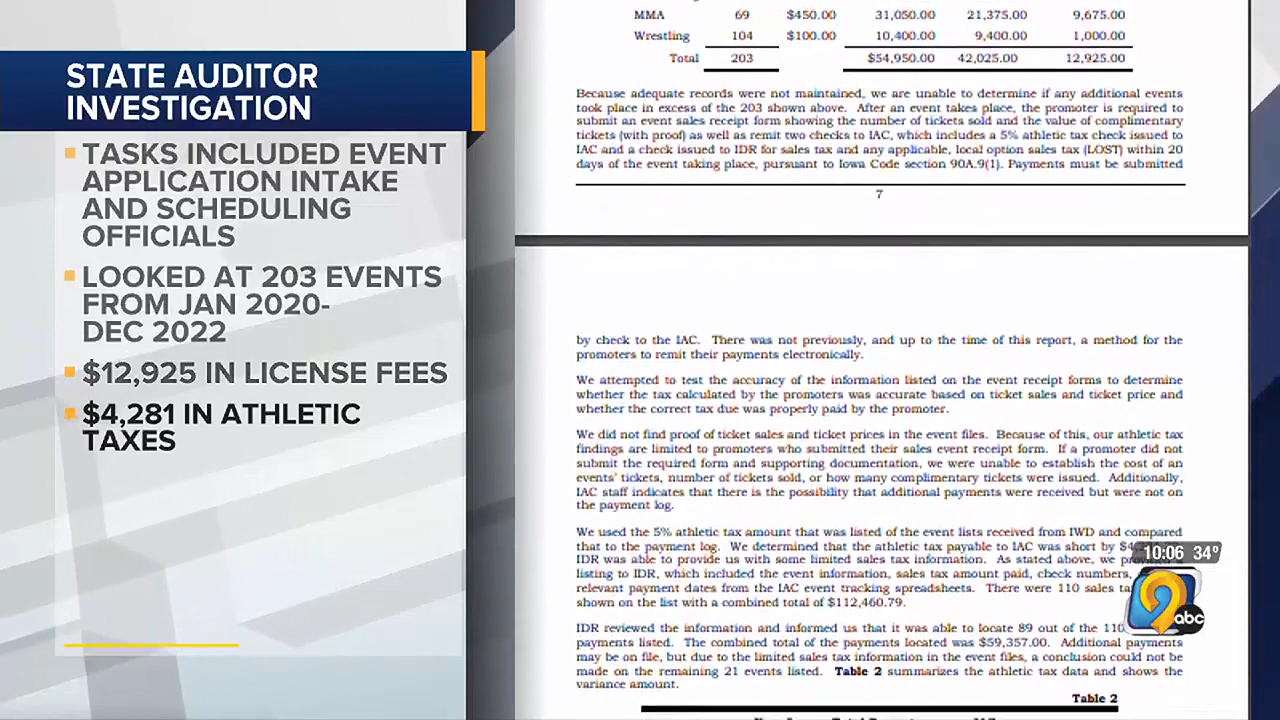 STATE AUDITOR
INVESTIGATION
TASKS INCLUDED EVENT
APPLICATION INTAKE
AND SCHEDULING
OFFICIALS
LOOKED AT 203 EVENTS
FROM JAN 2020-
DEC 2022
$12,925 IN LICENSE FEES
$4,281 IN ATHLETIC
TAXES
MMA 69 $450.00 31,050.00 21,375.00 9,675.00
Wrestling 104 $100.00 10,400.00 9,400.00 1,000.00
Total 203 $54,950.00 42,025.00 12,925.00
Because adequate records were not maintained, we are unable to determine if any additional events
took place in excess of the 203 shown above. After an event takes place, the promoter is required to
submit an event sales receipt form showing the number of tickets sold and the value of complimentary
tickets (with proof) as well as remit two checks to IAC, which includes a 5% athletic tax check issued to
IAC and a check issued to IDR for sales tax and any applicable, local option sales tax (LOST) within 20
days of the event taking place, pursuant to Iowa Code section 90A.9(1). Payments must be submitted
7
by check to the IAC. There was not previously, and up to the time of this report, a method for the
promoters to remit their payments electronically.
We attempted to test the accuracy of the information listed on the event receipt forms to determine
whether the tax calculated by the promoters was accurate based on ticket sales and ticket price and
whether the correct tax due was properly paid by the promoter.
We did not find proof of ticket sales and ticket prices in the event files. Because of this, our athletic tax
findings are limited to promoters who submitted their sales event receipt form. If a promoter did not
submit the required form and supporting documentation, we were unable to establish the cost of an
events' tickets, number of tickets sold, or how many complimentary tickets were issued. Additionally,
IAC staff indicates that there is the possibility that additional payments were received but were not on
the payment log.
We used the 5% athletic tax amount that was listed of the event lists received from IWD and compared
that to the payment log. We determined that the athletic tax payable to IAC was short by
IDR was able to provide us with some limited sales tax information. As stated above, we
listing to IDR, which included the event information, sales tax amount paid, check numbers,
relevant payment dates from the IAC event tracking spreadsheets. There were 110 sales
shown on the list with a combined total of $112,460.79.
IDR reviewed the information and informed us that it was able to locate 89 out of the 110
payments listed. The combined total of the payments located was $59,357.00. Additional payments
may be on file, but due to the limited sales tax information in the event files, a conclusion could not be
made on the remaining 21 events listed. Table 2 summarizes the athletic tax data and shows the
variance amount.
Table 2
10:06 34°
9
abc